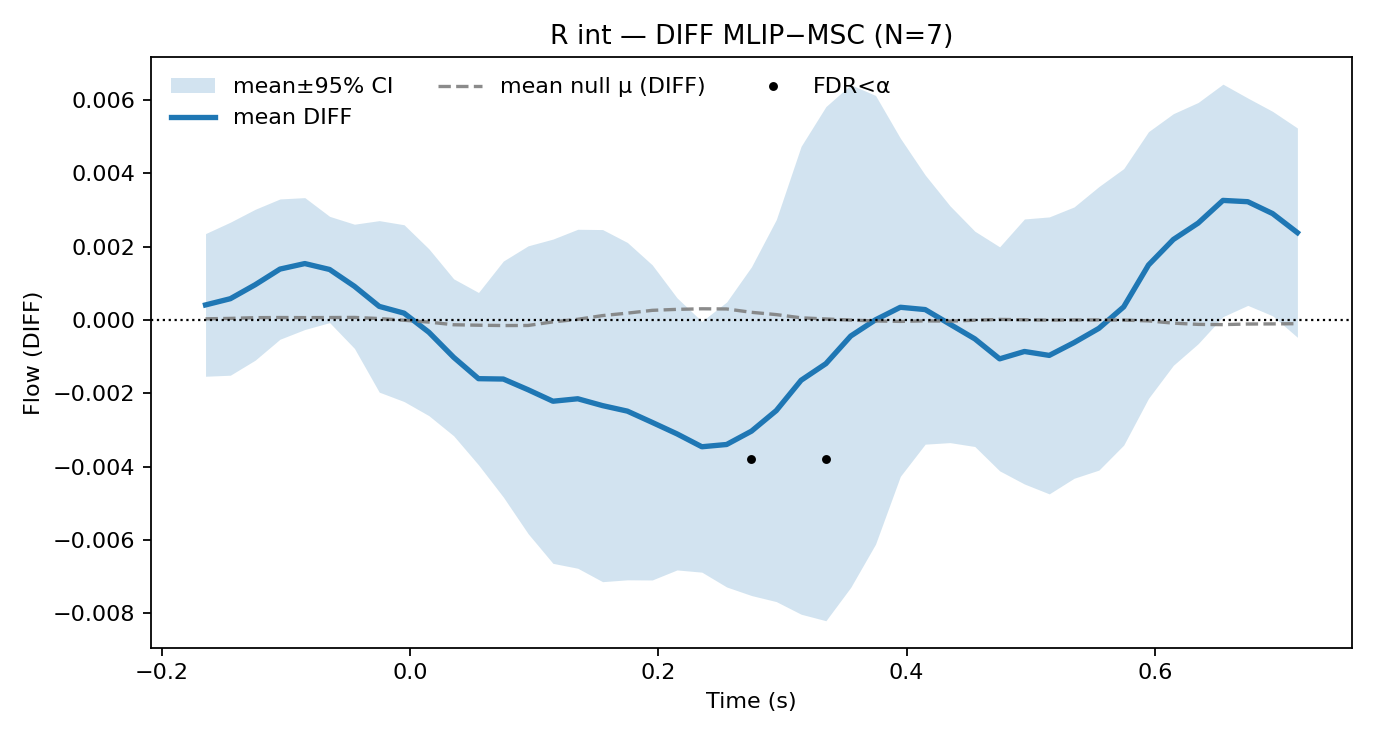 R int — DIFF MLIP−MSC (N=7)
mean±95% CI
mean DIFF
mean null μ (DIFF)
FDR<α
Flow (DIFF)
0.006
0.004
0.002
0.000
−0.002
−0.004
−0.006
−0.008
−0.2
0.0
0.2
0.4
0.6
Time (s)